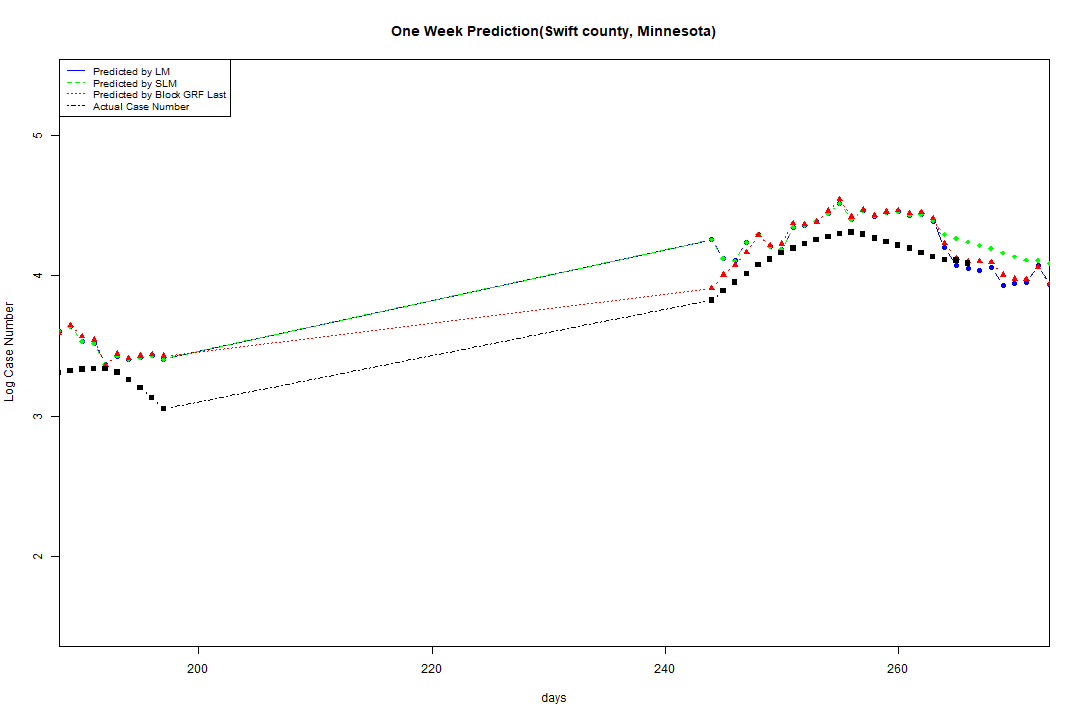 One Week Prediction(Swift county, Minnesota)
Predicted by LM
Predicted by SLM
Predicted by Block GRF Last
Actual Case Number
5
4
3
2
Log Case Number
200
220
240
260
days